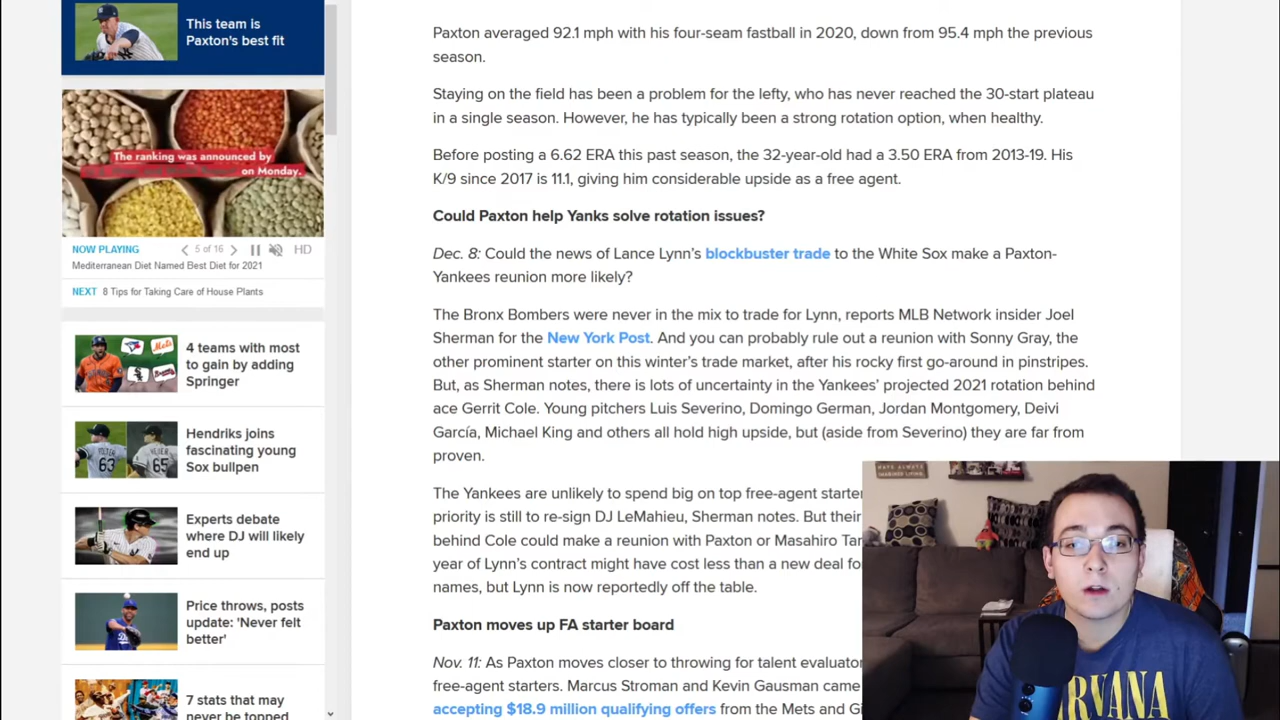 This team is
Paxton's best fit
The ranking was announced by
on Monday.
NOW PLAYING
5 of 16
HD
Mediterranean Diet Named Best Diet for 2021
NEXT 8 Tips for Taking Care of House Plants
4 teams with most
to gain by adding
Springer
Hendriks joins
fascinating young
Sox bullpen
Experts debate
where DJ will likely
end up
Price throws, posts
update: 'Never felt
better'
7 stats that may
never be topped
Paxton averaged 92.1 mph with his four-seam fastball in 2020, down from 95.4 mph the previous
season.
Staying on the field has been a problem for the lefty, who has never reached the 30-start plateau
in a single season. However, he has typically been a strong rotation option, when healthy.
Before posting a 6.62 ERA this past season, the 32-year-old had a 3.50 ERA from 2013-19. His
K/9 since 2017 is 11.1, giving him considerable upside as a free agent.
Could Paxton help Yanks solve rotation issues?
Dec. 8: Could the news of Lance Lynn's blockbuster trade to the White Sox make a Paxton-
Yankees reunion more likely?
The Bronx Bombers were never in the mix to trade for Lynn, reports MLB Network insider Joel
Sherman for the New York Post. And you can probably rule out a reunion with Sonny Gray, the
other prominent starter on this winter's trade market, after his rocky first go-around in pinstripes.
But, as Sherman notes, there is lots of uncertainty in the Yankees' projected 2021 rotation behind
ace Gerrit Cole. Young pitchers Luis Severino, Domingo German, Jordan Montgomery, Deivi
García, Michael King and others all hold high upside, but (aside from Severino) they are far from
proven.
The Yankees are unlikely to spend big on top free-agent starte
priority is still to re-sign DJ LeMahieu, Sherman notes. But their
behind Cole could make a reunion with Paxton or Masahiro Tar
year of Lynn's contract might have cost less than a new deal fo
names, but Lynn is now reportedly off the table.
Paxton moves up FA starter board
Nov. 11: As Paxton moves closer to throwing for talent evaluator
free-agent starters. Marcus Stroman and Kevin Gausman came
accepting $18.9 million qualifying offers from the Mets and Gi
NIRVANA
63
65